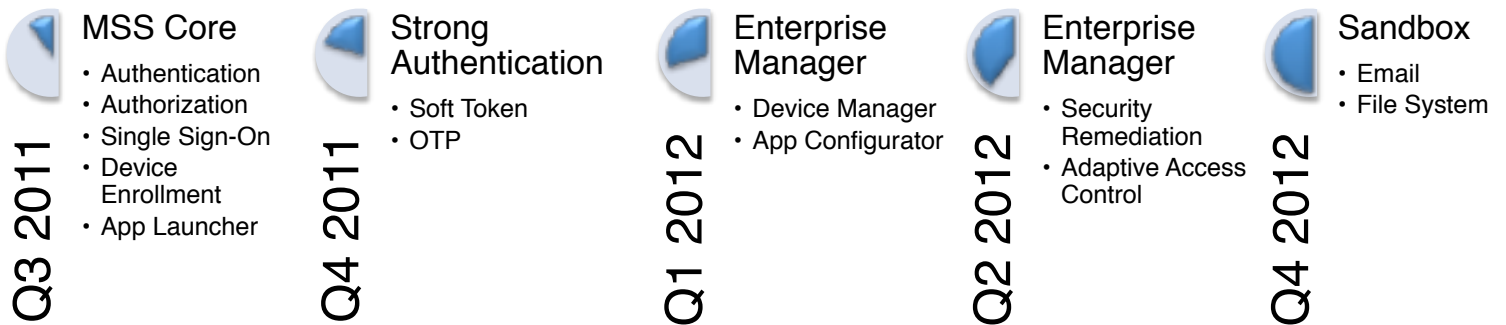 MSS Core
• Authentication
• Authorization
• Single Sign-On
• Device
Enrollment
• App Launcher
Q3 2011
Strong
Authentication
• Soft Token
• OTP
Q4 2011
Enterprise
Manager
• Device Manager
• App Configurator
Q1 2012
Enterprise
Manager
• Security
Remediation
• Adaptive Access
Control
Q2 2012
Sandbox
• Email
• File System
Q4 2012